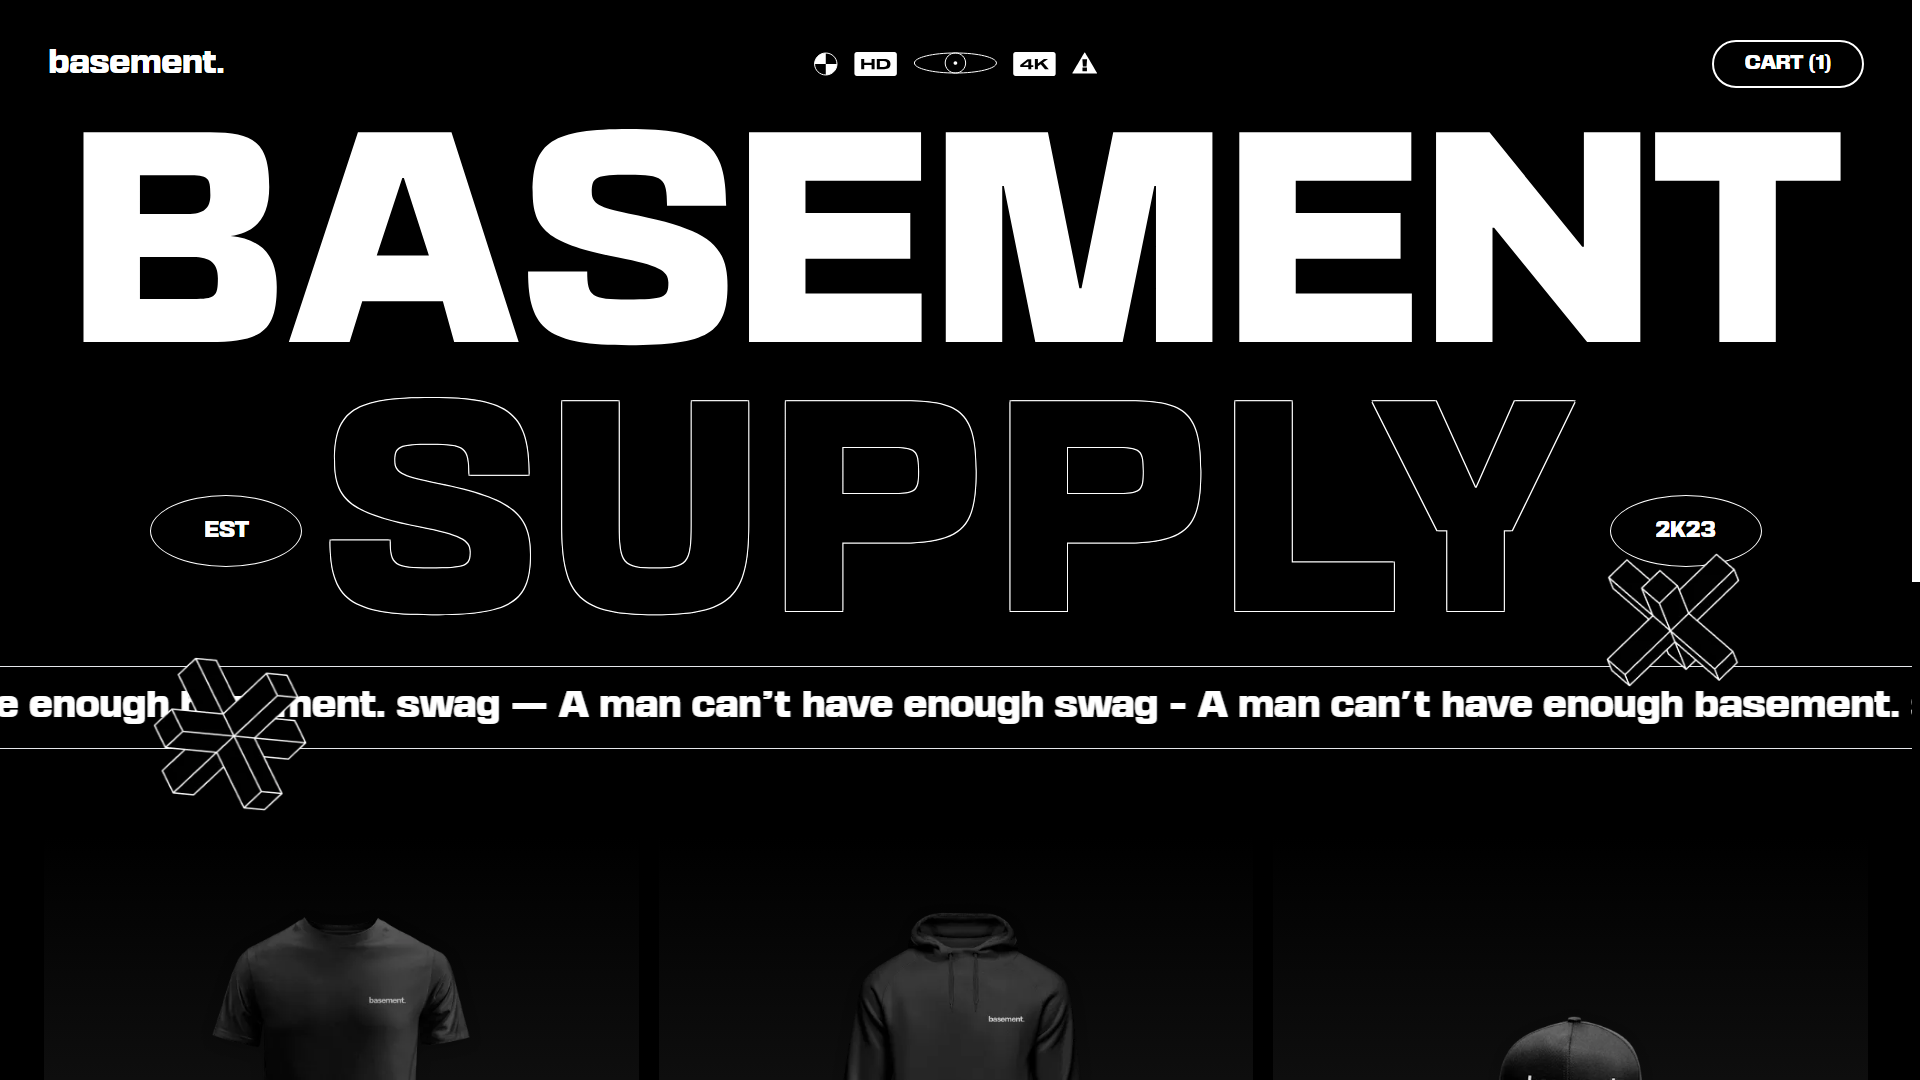 basement.
HD
4K
CART (1)
BASEMENT
SUPPLY
EST
2K23
e enough ment. swag — A man can’t have enough swag - A man can’t have enough basement.
basement.
basement.